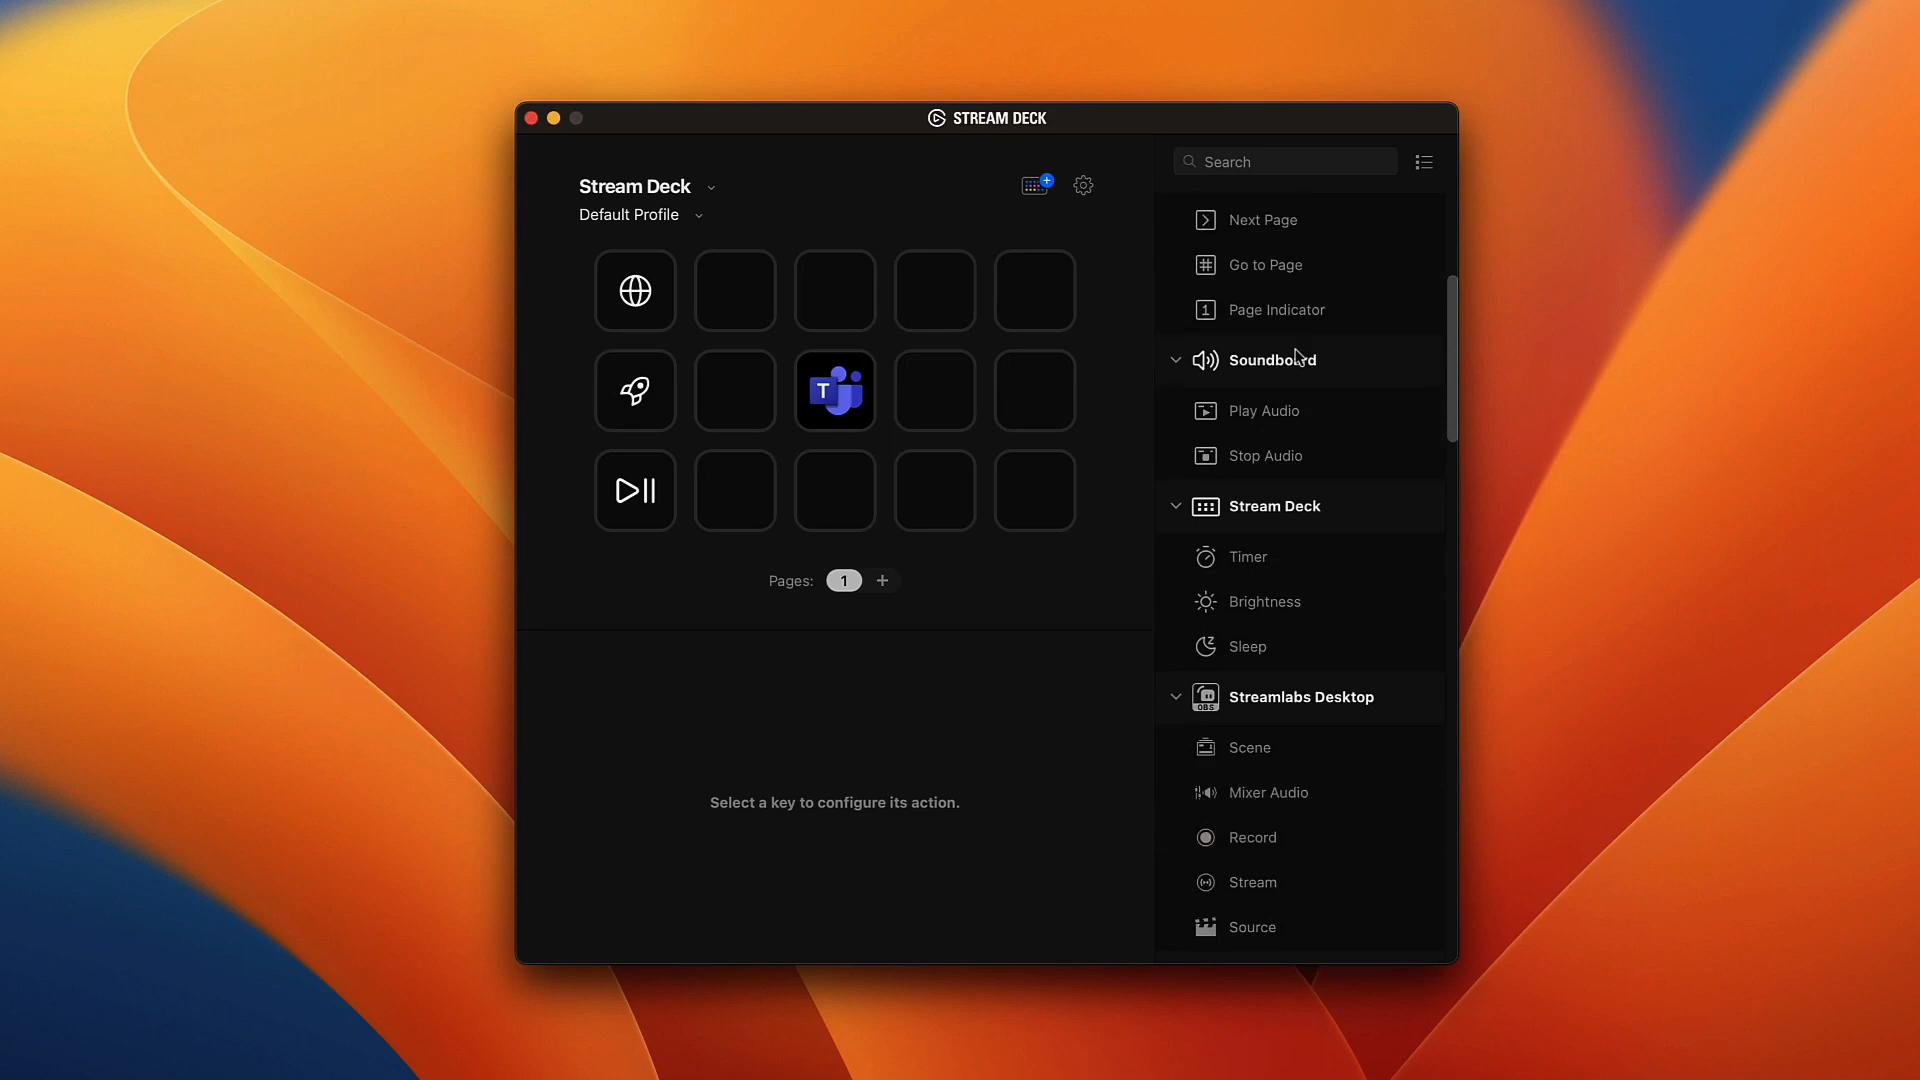 STREAM DECK
Stream Deck
Default Profile
T
Pages: 1 +
Select a key to configure its action.
Search
Next Page
Go to Page
1 Page Indicator
Soundboard
Play Audio
Stop Audio
Stream Deck
Timer
Brightness
Sleep
OBS Streamlabs Desktop
Scene
Mixer Audio
Record
Stream
Source